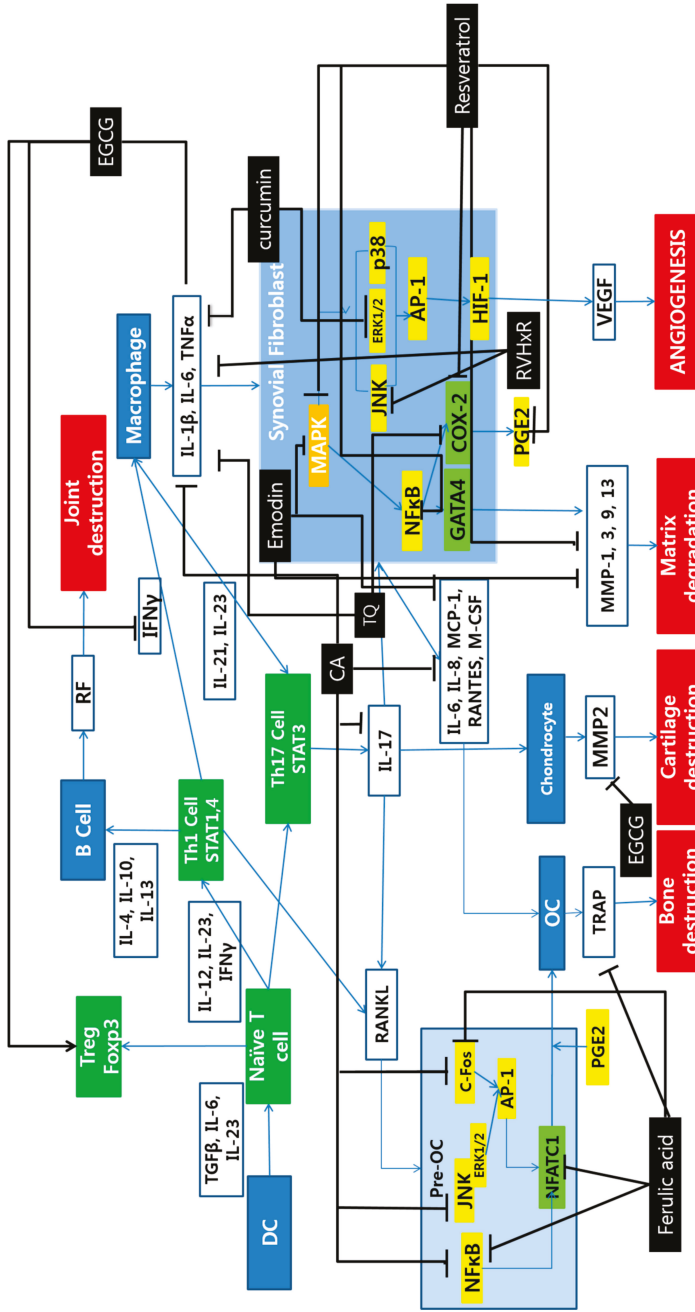 DC
TGFβ, IL-6,
IL-23
Naïve T
cell
Treg
Foxp3
IL-12, IL-23,
IFNγ
IL-4, IL-10,
IL-13
Th1 Cell
STAT1,4
B Cell
RF
Joint
destruction
IFNγ
Macrophage
EGCG
IL-21, IL-23
IL-1β, IL-6, TNFα
Th17 Cell
STAT3
IL-17
RANKL
CA
TQ
Emodin
curcumin
Resveratrol
RVHxR
Synovial Fibroblast
MAPK
JNK
ERK1/2
p38
NFκB
AP-1
GATA4
COX-2
HIF-1
PGE2
VEGF
IL-6, IL-8, MCP-1,
RANTES, M-CSF
MMP-1, 3, 9, 13
Pre-OC
NFκB
JNK
ERK1/2
C-Fos
AP-1
NFATC1
PGE2
OC
TRAP
Chondrocyte
MMP2
EGCG
Ferulic acid
Bone
destruction
Cartilage
destruction
Matrix
degradation
ANGIOGENESIS